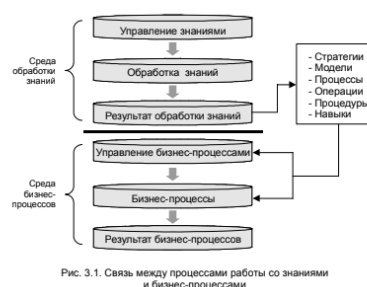 Управление знаниями
Среда
обработки
знаний
Обработка знаний
Результат обработки знаний
- Стратегии
- Модели
- Процессы
- Операции
- Процедуры
- Навыки
Управление бизнес-процессами
Среда
бизнес-
процессов
Бизнес-процессы
Результат бизнес-процессов
Рис. 3.1. Связь между процессами работы со знаниями
и бизнес-процессами